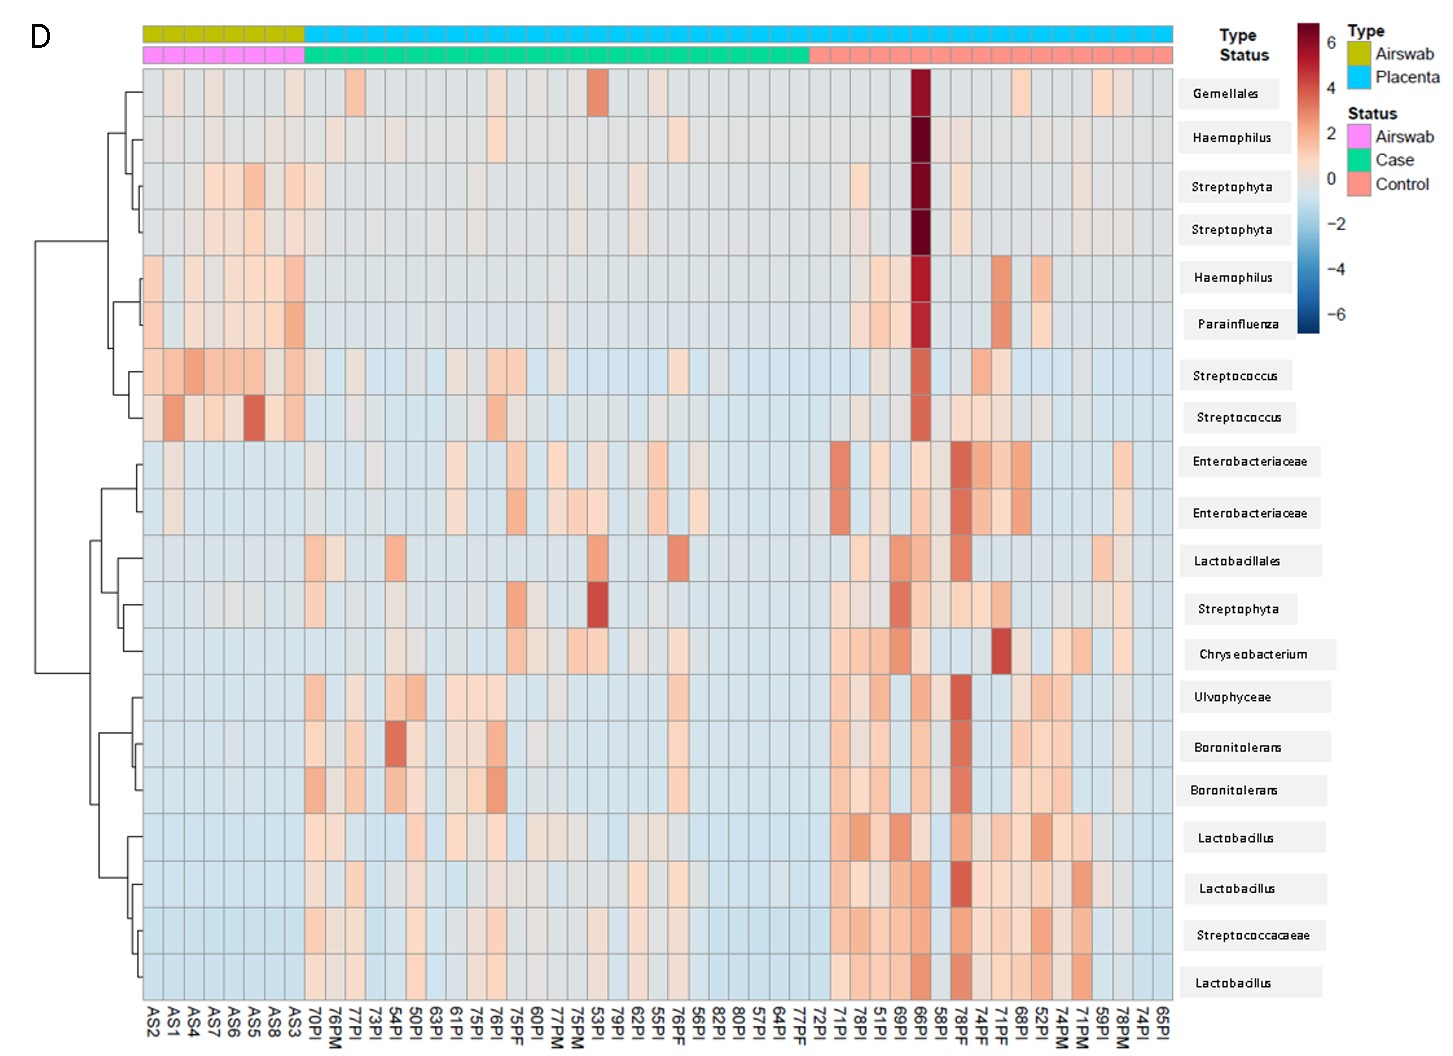 D
Type
Status
6
4
2
0
−2
−4
−6
Type
Airswab
Placenta
Status
Airswab
Case
Control
Gemellales
Haemophilus
Streptophyta
Streptophyta
Haemophilus
Parainfluenza
Streptococcus
Streptococcus
Enterobacteriaceae
Enterobacteriaceae
Lactobacillales
Streptophyta
Chryseobacterium
Ulvophyceae
Boronitolerans
Boronitolerans
Lactobacillus
Lactobacillus
Streptococcacaeae
Lactobacillus
AS2
AS1
AS4
AS7
AS6
AS5
AS8
AS3
70PI
76PM
77PI
73PI
54PI
50PI
63PI
61PI
75PI
76PI
75PF
60PI
77PM
75PM
53PI
79PI
62PI
55PI
76PF
56PI
82PI
80PI
57PI
64PI
77PF
72PI
71PI
78PI
51PI
69PI
66PI
58PI
78PF
74PF
71PF
68PI
52PI
74PM
71PM
59PI
78PM
74PI
65PI